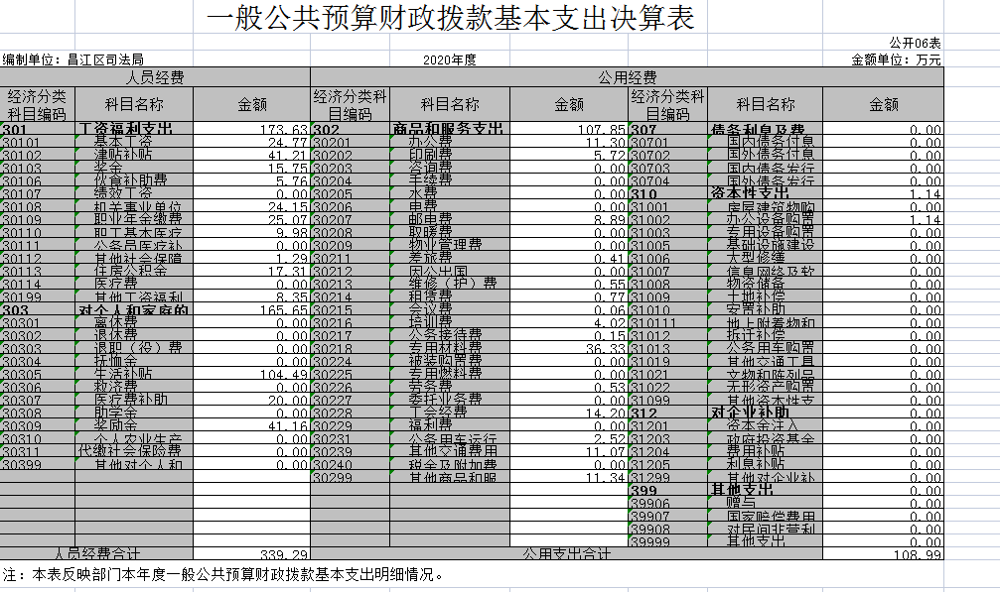 一般公共预算财政拨款基本支出决算表
公开06表
编制单位：昌江区司法局 2020年度 金额单位：万元
人员经费 公用经费
经济分类科目编码 科目名称 金额 经济分类科目编码 科目名称 金额 经济分类科目编码 科目名称 金额
301 工资福利支出 173.63 302 商品和服务支出 107.85 307 债务利息及费 0.00
30101 基本工资 24.77 30201 办公费 11.30 30701 国内债务付息 0.00
30102 津贴补贴 41.21 30202 印刷费 5.72 30702 国外债务付息 0.00
30103 奖金 15.75 30203 咨询费 0.00 30703 国内债务发行 0.00
30106 伙食补助费 5.76 30204 手续费 0.00 30704 国外债务发行 0.00
30107 绩效工资 0.00 30205 水费 0.00 310 资本性支出 1.14
30108 机关事业单位 24.15 30206 电费 0.00 31001 房屋建筑物购 0.00
30109 职业年金缴费 25.07 30207 邮电费 8.89 31002 办公设备购置 1.14
30110 职工基本医疗 9.98 30208 取暖费 0.00 31003 专用设备购置 0.00
30111 公务员医疗补 0.00 30209 物业管理费 0.00 31005 基础设施建设 0.00
30112 其他社会保障 1.29 30211 差旅费 0.41 31006 大型修缮 0.00
30113 住房公积金 17.31 30212 因公出国 0.00 31007 信息网络及软 0.00
30114 医疗费 0.00 30213 维修（护）费 0.55 31008 物资储备 0.00
30199 其他工资福利 8.35 30214 租赁费 0.77 31009 土地补偿 0.00
303 对个人和家庭的 165.65 30215 会议费 0.06 31010 安置补助 0.00
30301 离休费 0.00 30216 培训费 4.02 310111 地上附着物和 0.00
30302 退休费 0.00 30217 公务接待费 0.15 31012 拆迁补偿 0.00
30303 退职（役）费 0.00 30218 专用材料费 36.33 31013 公务用车购置 0.00
30304 抚恤金 0.00 30224 被装购置费 0.00 31019 其他交通工具 0.00
30305 生活补贴 104.49 30225 专用燃料费 0.00 31021 文物和陈列品 0.00
30306 救济费 0.00 30226 劳务费 0.53 31022 无形资产购置 0.00
30307 医疗费补助 20.00 30227 委托业务费 0.00 31099 其他资本性支 0.00
30308 助学金 0.00 30228 工会经费 14.20 312 对企业补助 0.00
30309 奖励金 41.16 30229 福利费 0.00 31201 资本金注入 0.00
30310 个人农业生产 0.00 30231 公务用车运行 2.52 31203 政府投资基金 0.00
30311 代缴社会保险费 0.00 30239 其他交通费用 11.07 31204 费用补贴 0.00
30399 其他对个人和 0.00 30240 税金及附加费 0.00 31205 利息补贴 0.00
30299 其他商品和服 11.34 31299 其他对企业补 0.00
399 其他支出 0.00
39906 赠与 0.00
39907 国家赔偿费用 0.00
39908 对民间非营利 0.00
39999 其他支出 0.00
人员经费合计 339.29 公用支出合计 108.99
注：本表反映部门本年度一般公共预算财政拨款基本支出明细情况。